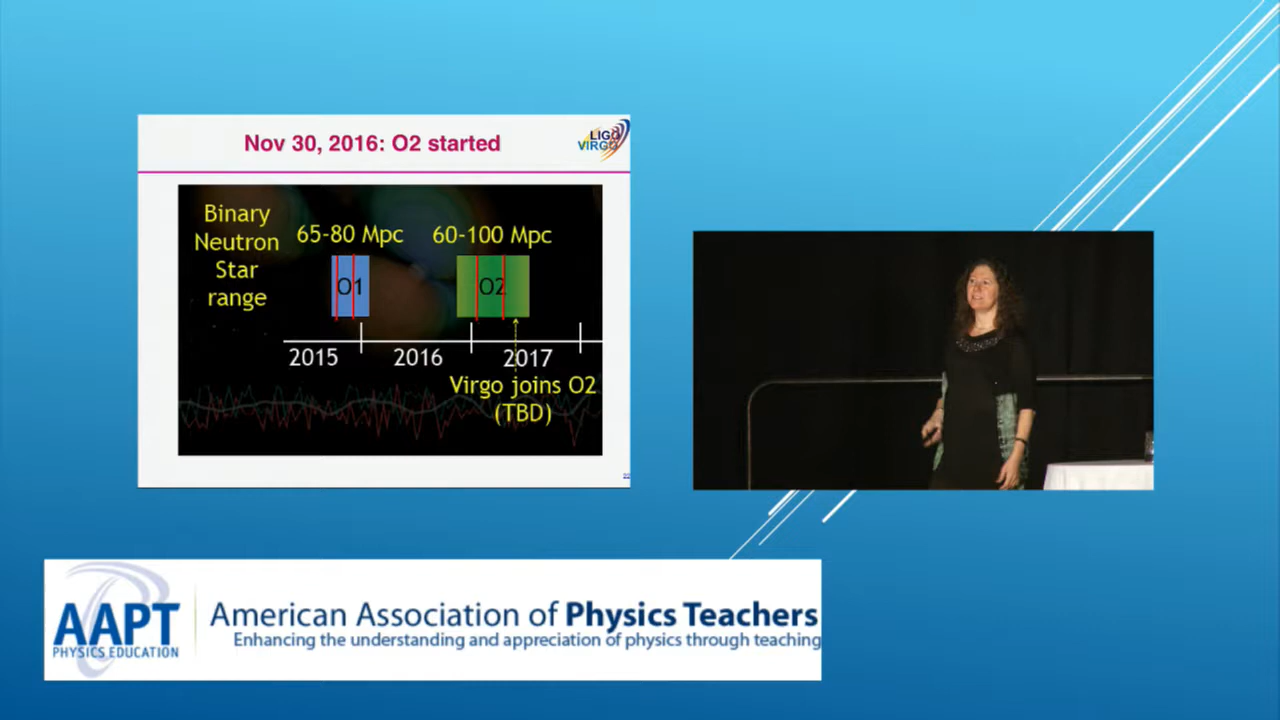 Nov 30, 2016: O2 started
LIGO
VIRGO
Binary
Neutron
Star
range
65-80 Mpc
60-100 Mpc
O1
O2
2015
2016
2017
Virgo joins O2
(TBD)
22
AAPT
PHYSICS EDUCATION
American Association of Physics Teachers
Enhancing the understanding and appreciation of physics through teaching